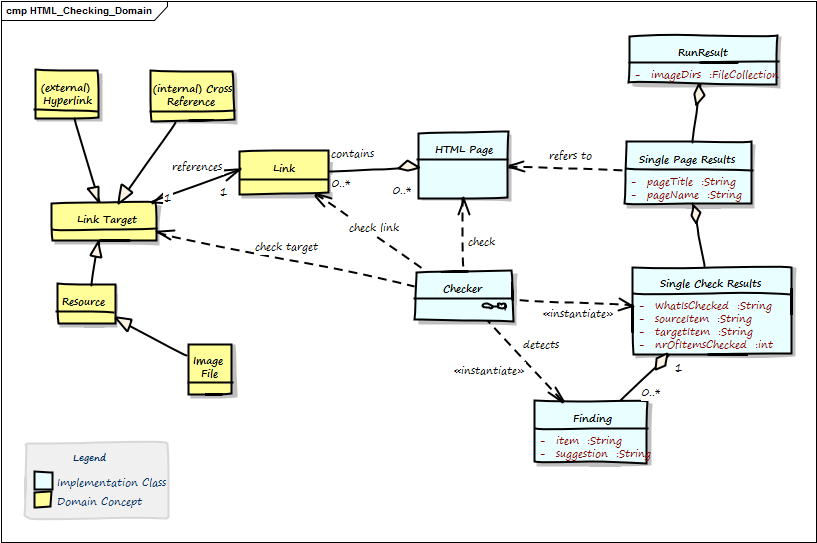 cmp HTML_Checking_Domain
RunResult
- imageDirs :FileCollection
(external)
Hyperlink
(internal) Cross
Reference
references
1
1
Link
contains
0..*
0..*
HTML Page
refers to
Single Page Results
- pageTitle :String
- pageName :String
Link Target
check target
check link
check
Resource
Checker
«instantiate»
Single Check Results
- whatIsChecked :String
- sourceItem :String
- targetItem :String
- nrOfItemsChecked :int
Image
File
detects
«instantiate»
1
0..*
Finding
- item :String
- suggestion :String
Legend
Implementation Class
Domain Concept